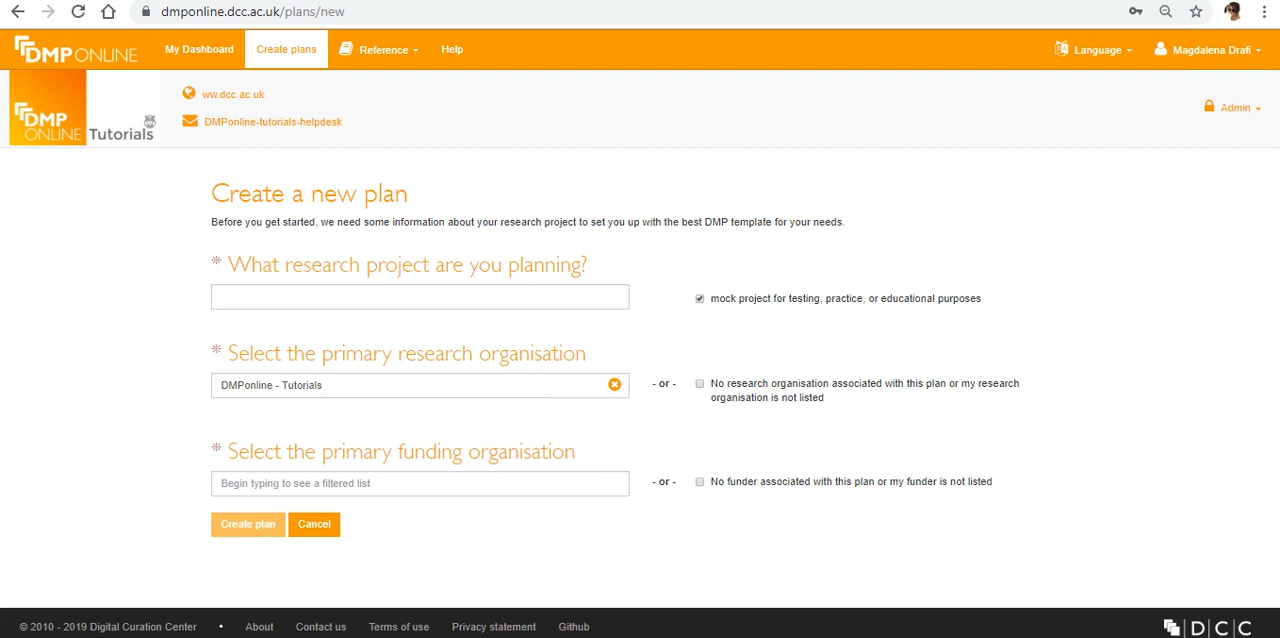 dmponline.dcc.ac.uk/plans/new
DMP ONLINE
My Dashboard
Create plans
Reference
Help
Language
Magdalena Drafi
DMP
ONLINE
Tutorials
ww.dcc.ac.uk
DMPonline-tutorials-helpdesk
Admin
Create a new plan
Before you get started, we need some information about your research project to set you up with the best DMP template for your needs.
* What research project are you planning?
mock project for testing, practice, or educational purposes
* Select the primary research organisation
DMPonline - Tutorials
- or -
No research organisation associated with this plan or my research
organisation is not listed
* Select the primary funding organisation
Begin typing to see a filtered list
- or -
No funder associated with this plan or my funder is not listed
Create plan
Cancel
© 2010 - 2019 Digital Curation Center
•
About
Contact us
Terms of use
Privacy statement
Github
DCC